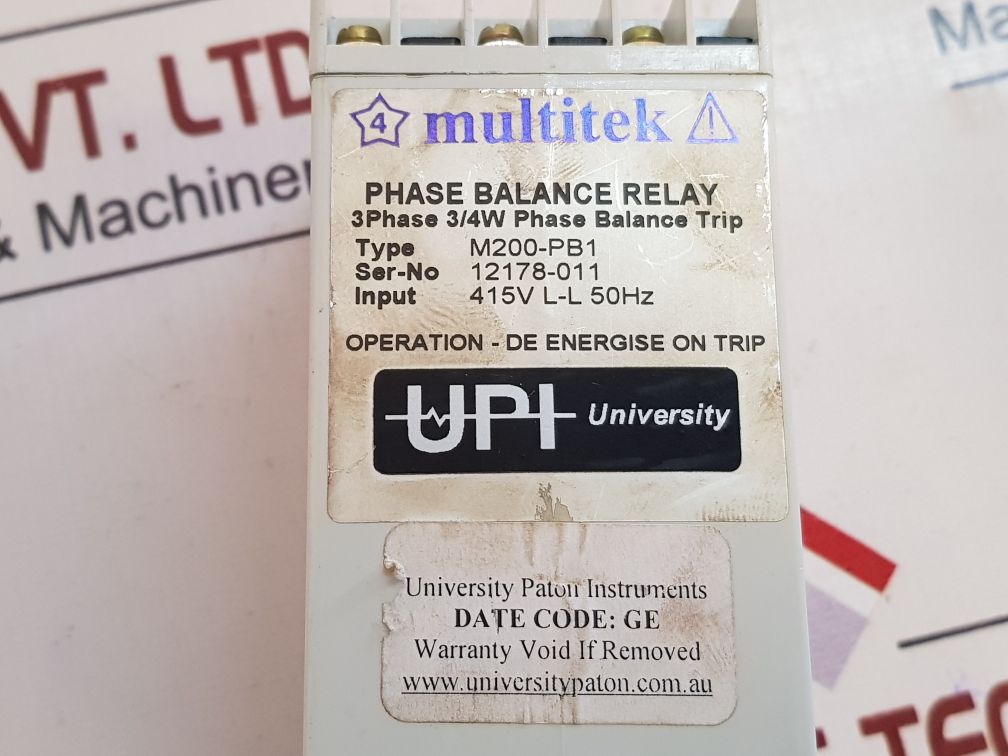 VT. LTD
& Machine
4 multitek !
PHASE BALANCE RELAY
3Phase 3/4W Phase Balance Trip
Type M200-PB1
Ser-No 12178-011
Input 415V L-L 50Hz
OPERATION - DE ENERGISE ON TRIP
UPI University
University Paton Instruments
DATE CODE: GE
Warranty Void If Removed
www.universitypaton.com.au